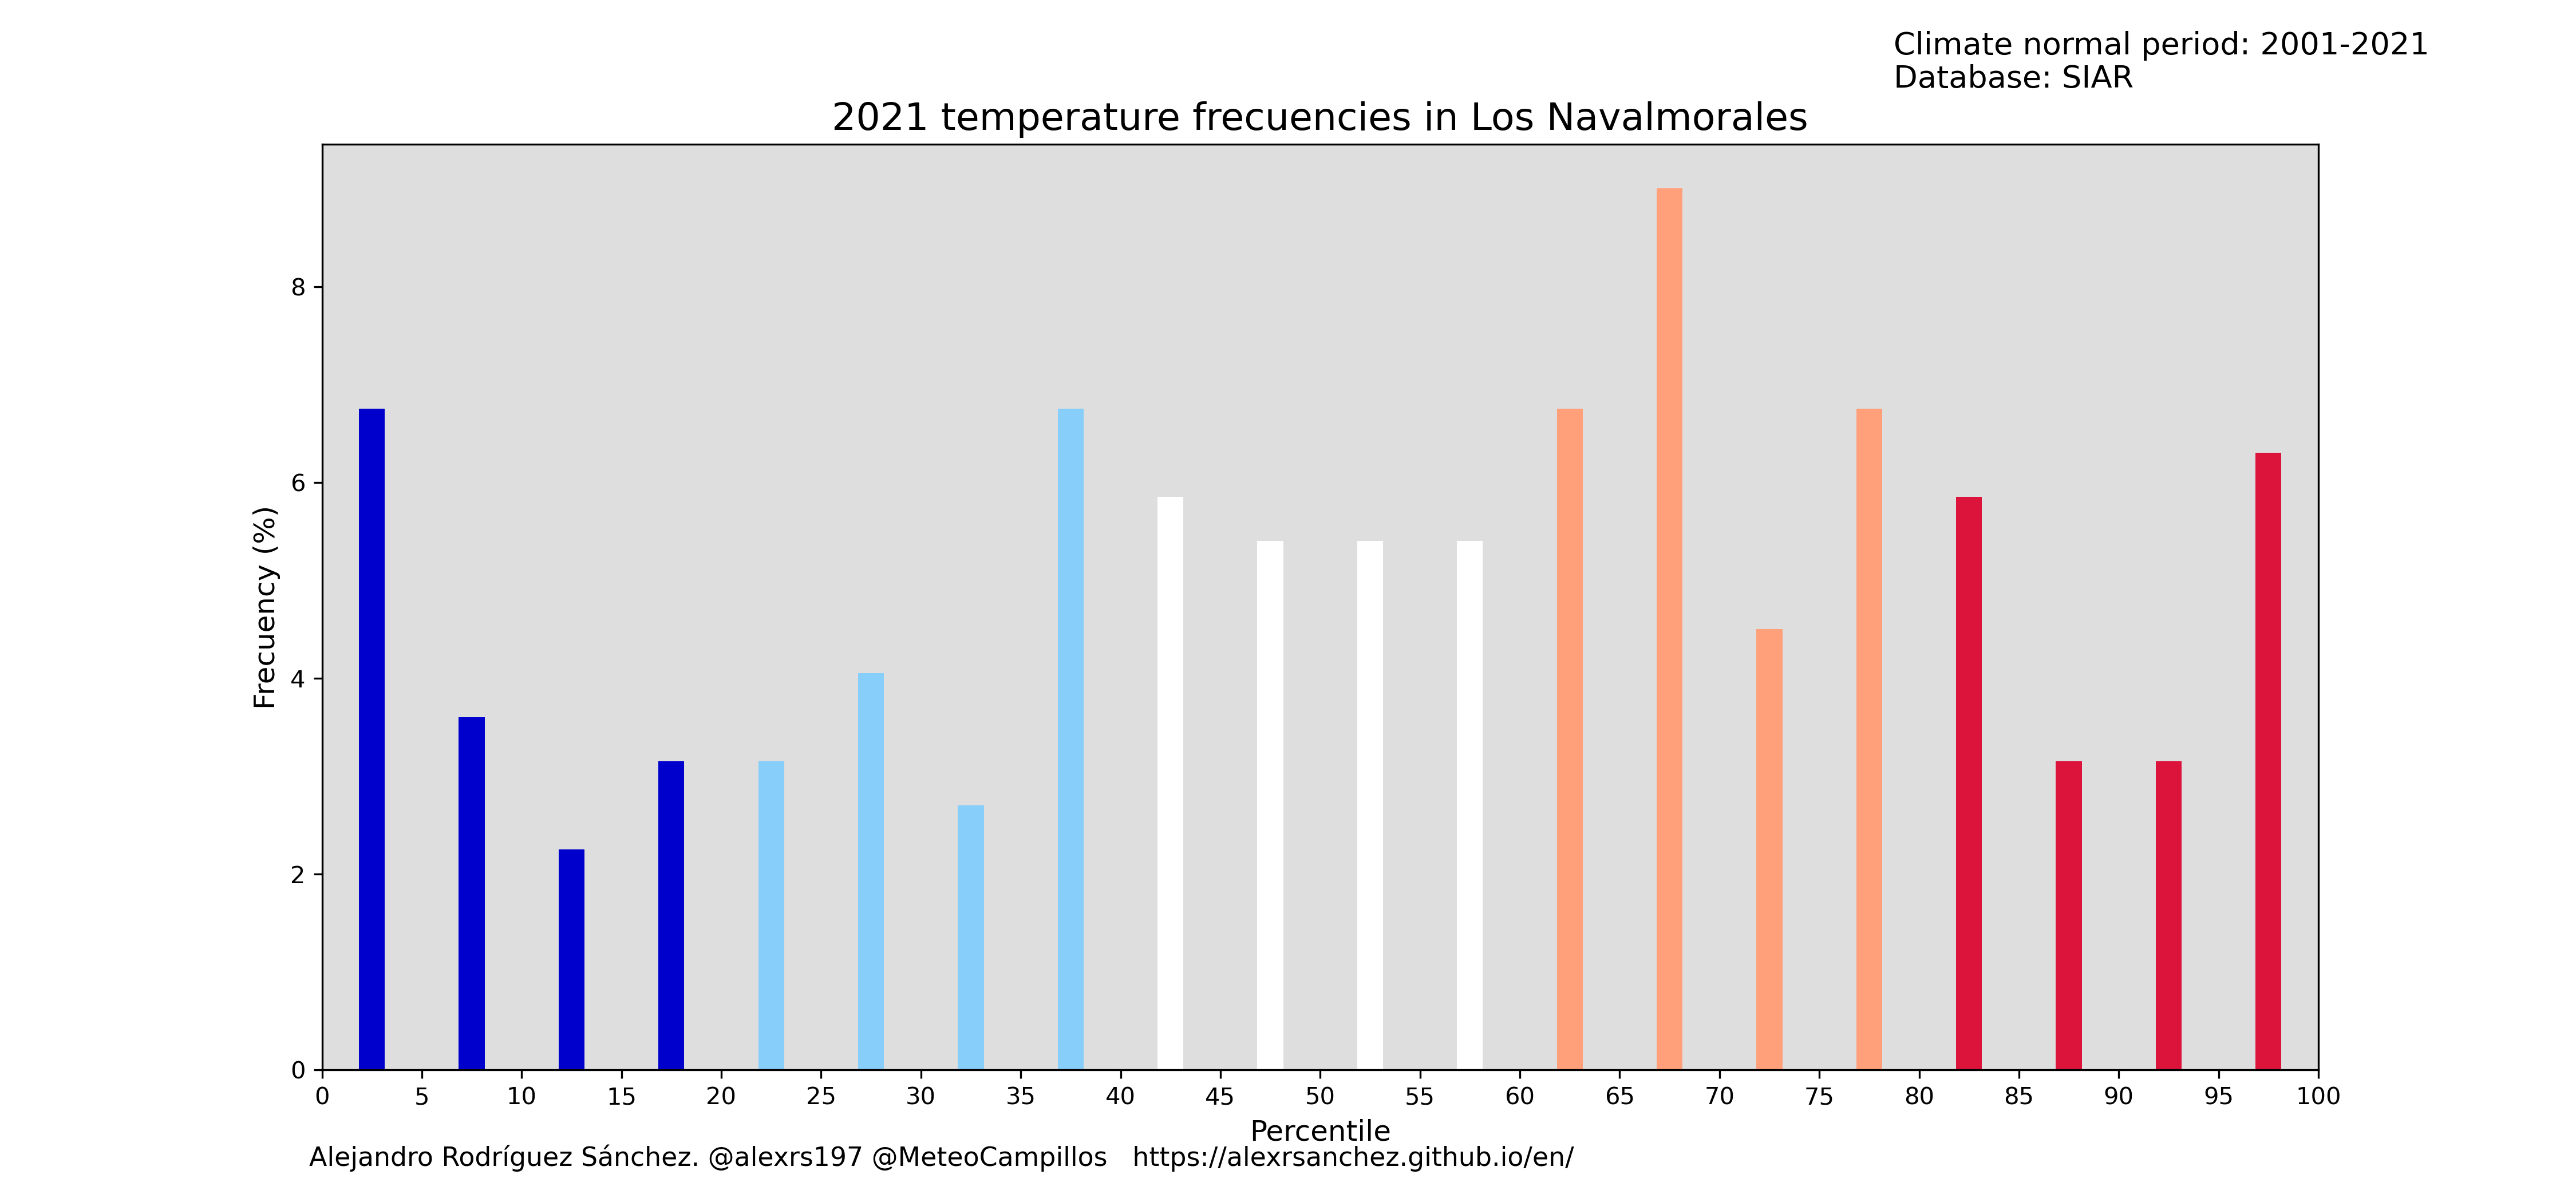 Climate normal period: 2001-2021
Database: SIAR
2021 temperature frecuencies in Los Navalmorales
Frecuency (%)
8
6
4
2
0
0 5 10 15 20 25 30 35 40 45 50 55 60 65 70 75 80 85 90 95 100
Percentile
Alejandro Rodríguez Sánchez. @alexrs197 @MeteoCampillos https://alexrsanchez.github.io/en/